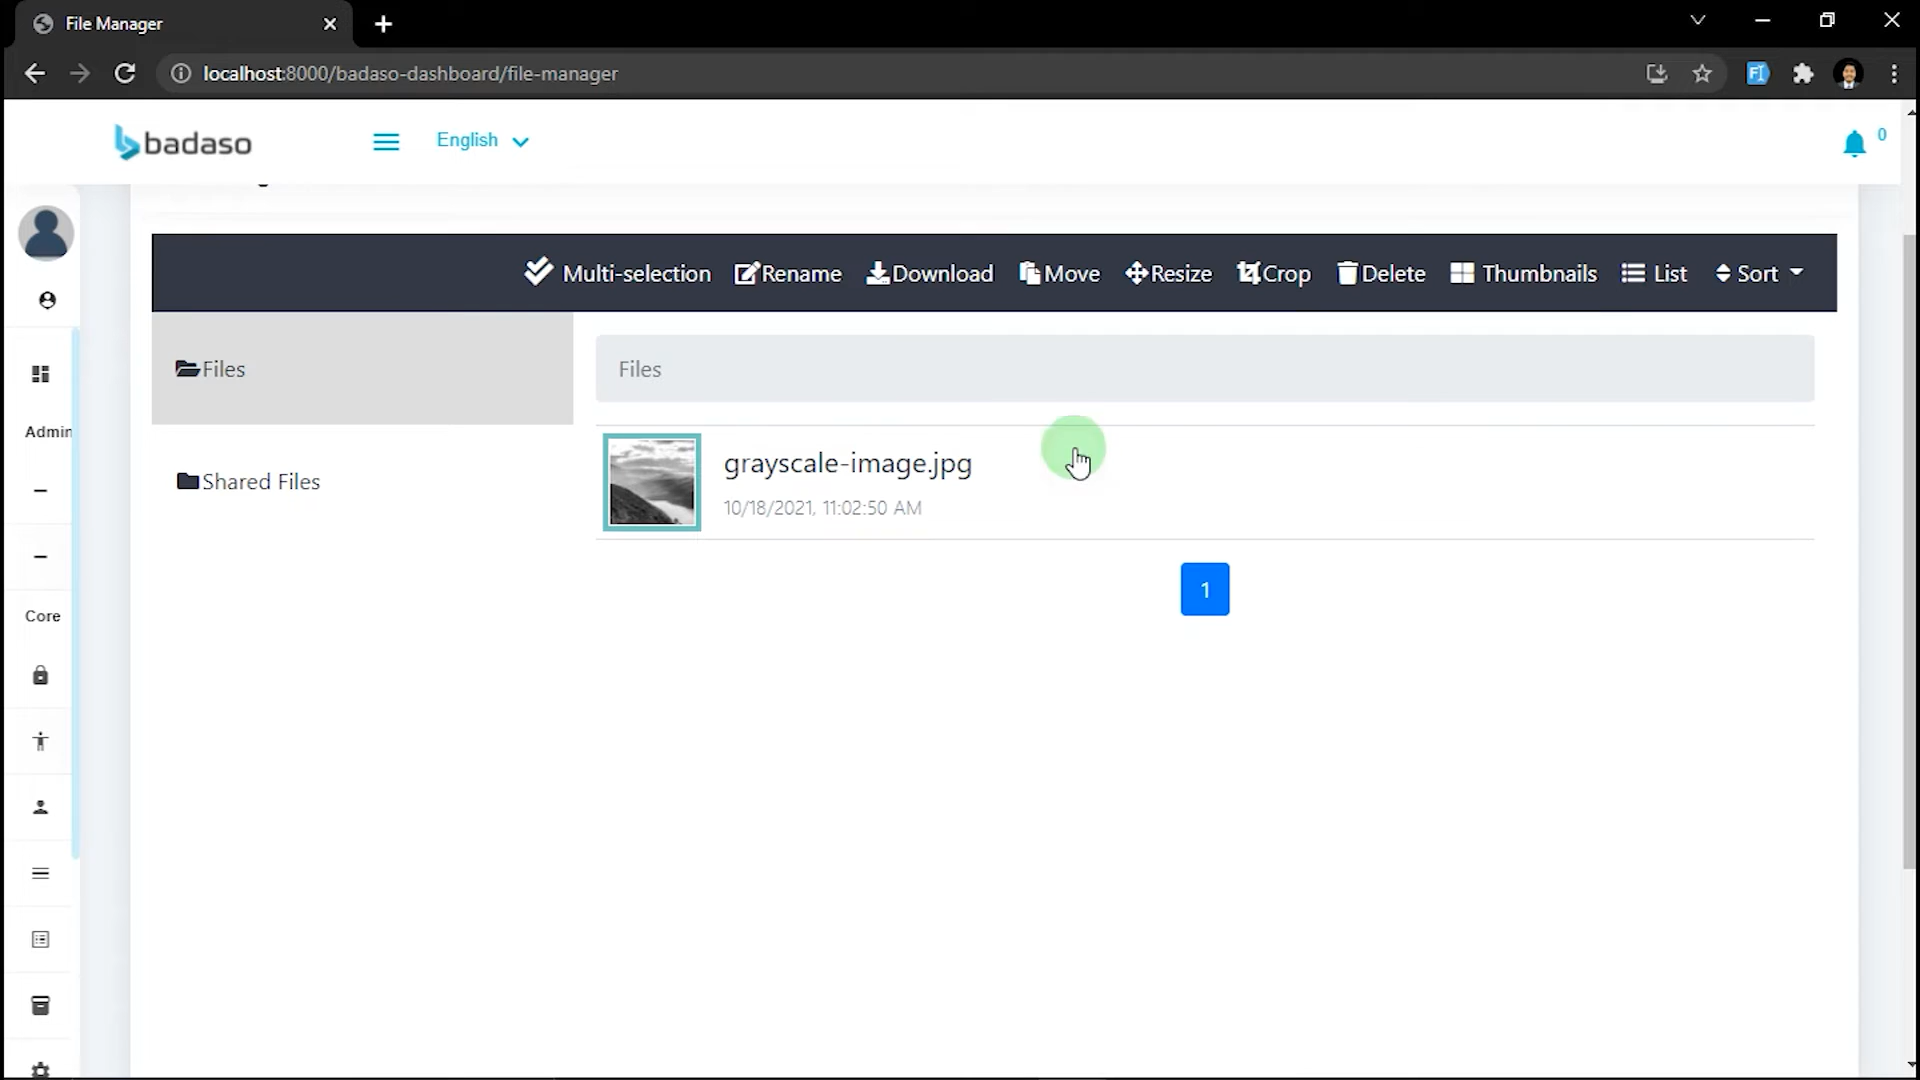 File Manager
localhost:8000/badaso-dashboard/file-manager
badaso
English
0
Multi-selection Rename Download Move Resize Crop Delete Thumbnails List Sort
Files
Files
grayscale-image.jpg
10/18/2021, 11:02:50 AM
Shared Files
1
Admin
Core